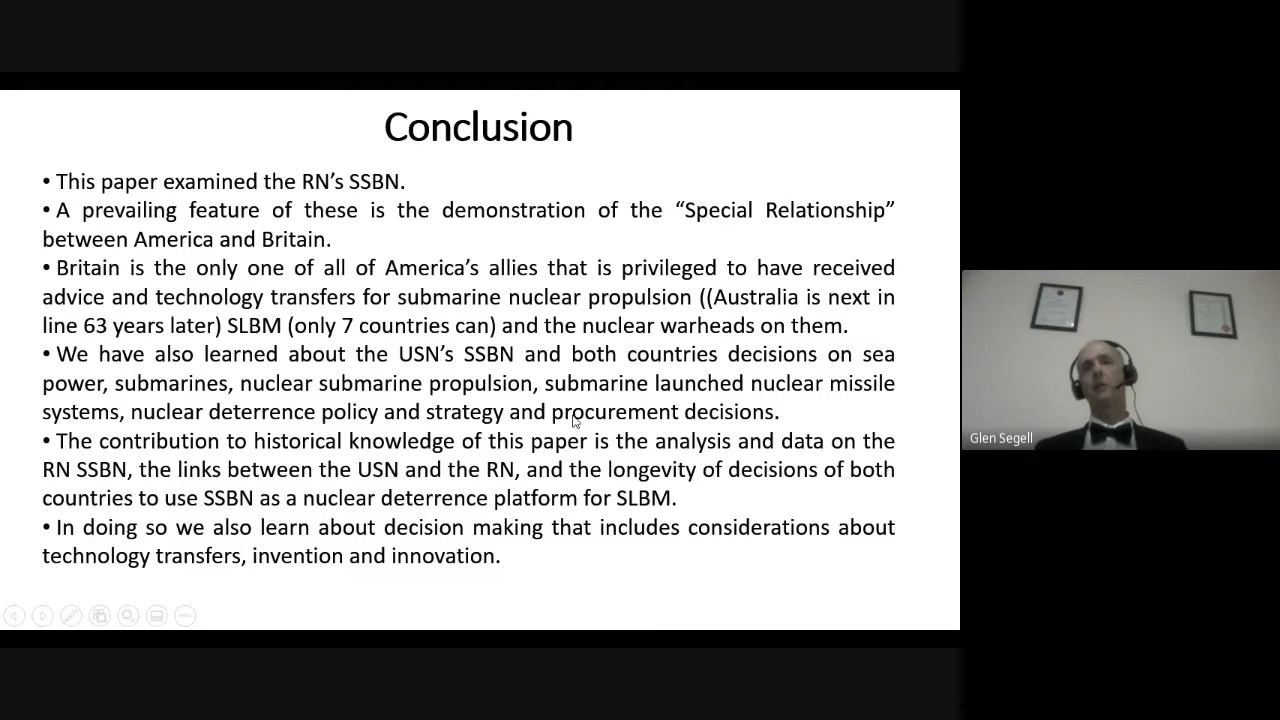 Conclusion
• This paper examined the RN’s SSBN.
• A prevailing feature of these is the demonstration of the “Special Relationship”
between America and Britain.
• Britain is the only one of all of America’s allies that is privileged to have received
advice and technology transfers for submarine nuclear propulsion ((Australia is next in
line 63 years later) SLBM (only 7 countries can) and the nuclear warheads on them.
• We have also learned about the USN’s SSBN and both countries decisions on sea
power, submarines, nuclear submarine propulsion, submarine launched nuclear missile
systems, nuclear deterrence policy and strategy and procurement decisions.
• The contribution to historical knowledge of this paper is the analysis and data on the
RN SSBN, the links between the USN and the RN, and the longevity of decisions of both
countries to use SSBN as a nuclear deterrence platform for SLBM.
• In doing so we also learn about decision making that includes considerations about
technology transfers, invention and innovation.
Glen Segell